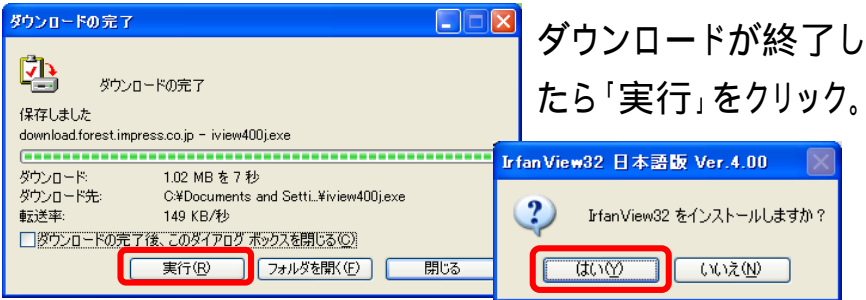 ダウンロードの完了
ダウンロードの完了
保存しました
download.forest.impress.co.jp - iview400j.exe
ダウンロード: 1.02 MB を 7 秒
ダウンロード先: C:¥Documents and Setti..¥iview400j.exe
転送率: 149 KB/秒
ダウンロードの完了後、このダイアログ ボックスを閉じる(C)
実行(R) フォルダを開く(F) 閉じる
ダウンロードが終了し
たら「実行」をクリック。
IrfanView32 日本語版 Ver.4.00
IrfanView32 をインストールしますか?
はい(Y) いいえ(N)